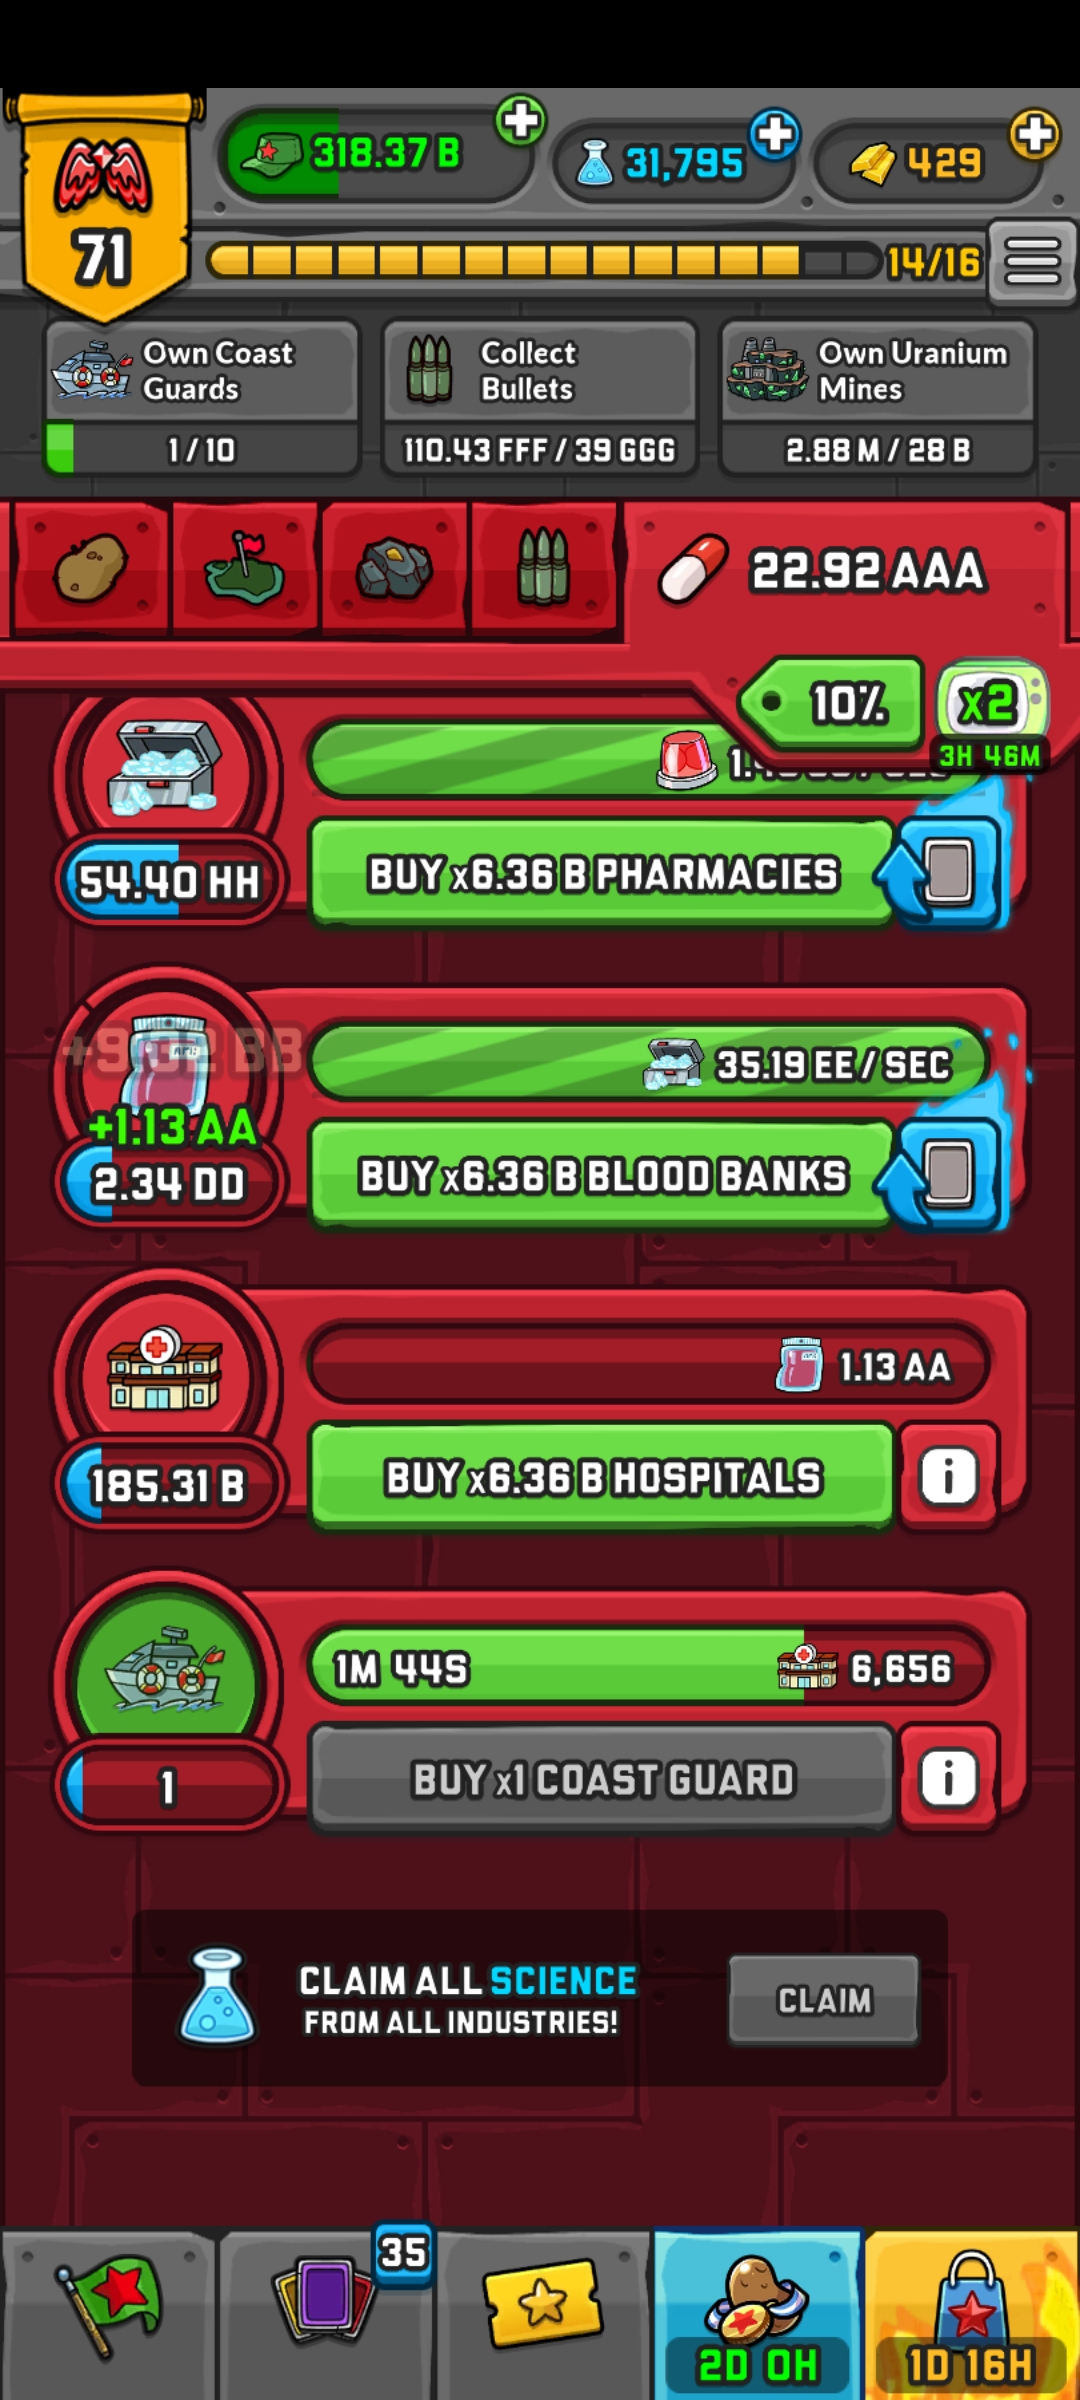 71
318.37 B
31,795
429
14/16
Own Coast
Guards
1/10
Collect
Bullets
110.43 FFF / 39 GGG
Own Uranium
Mines
2.88 M / 28 B
22.92 AAA
10%
x2
3H 46M
54.40 HH
BUY x6.36 B PHARMACIES
35.19 EE / SEC
+1.13 AA
2.34 DD
BUY x6.36 B BLOOD BANKS
1.13 AA
185.31 B
BUY x6.36 B HOSPITALS
1M 44S
6,656
1
BUY x1 COAST GUARD
CLAIM ALL SCIENCE
FROM ALL INDUSTRIES!
CLAIM
35
2D 0H
1D 16H